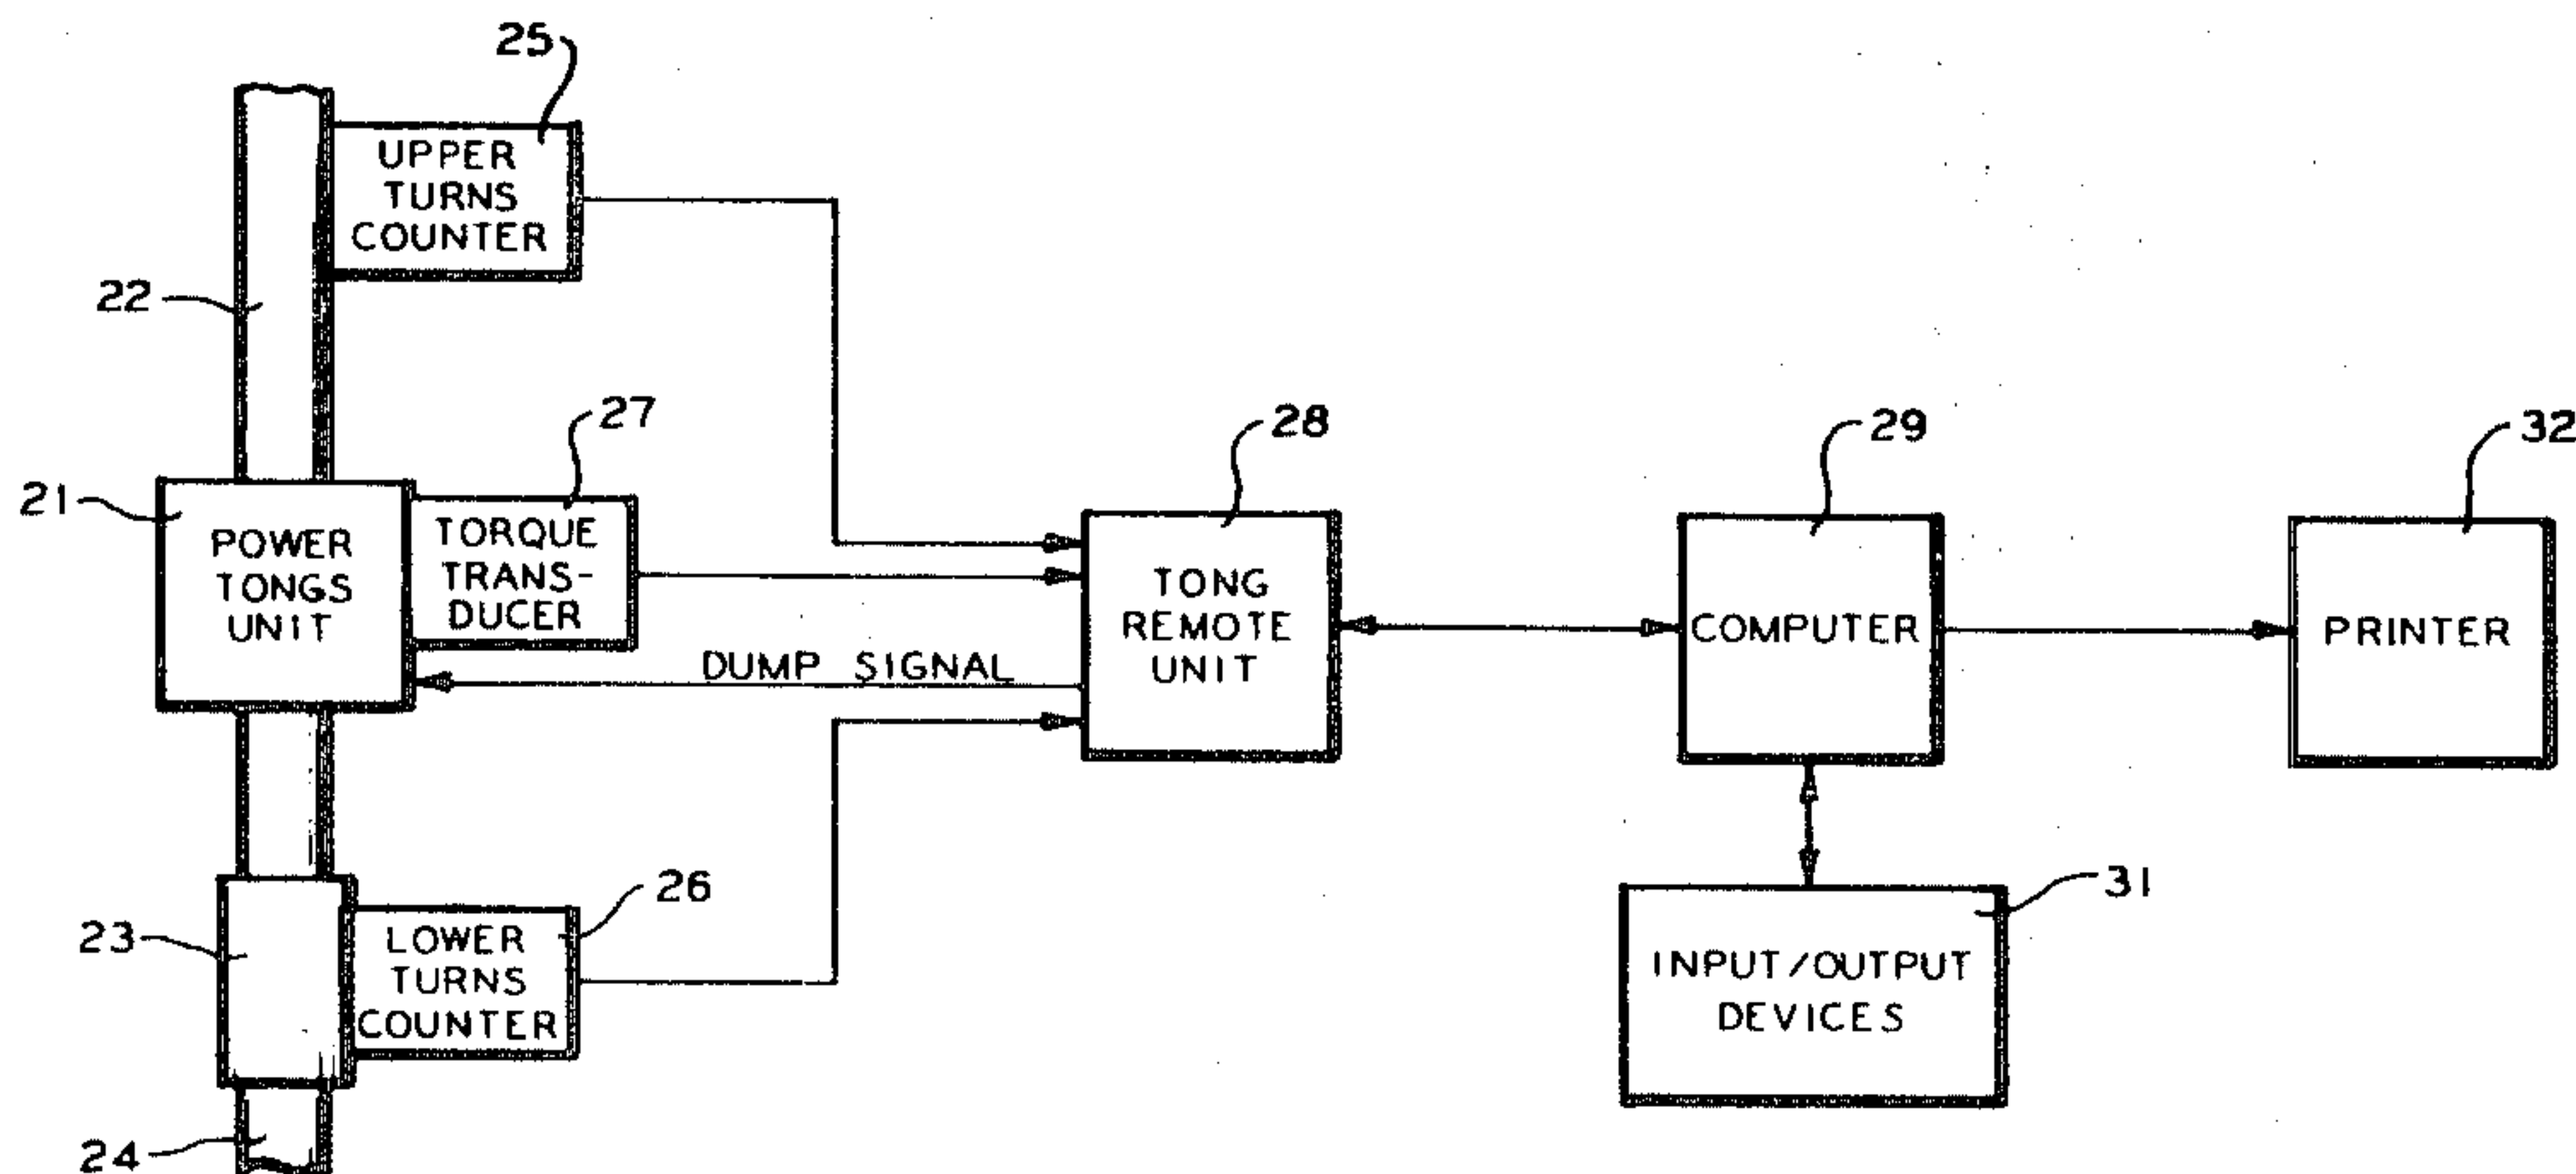 25
UPPER
TURNS
COUNTER
22
27
28
29
32
21
POWER
TONGS
UNIT
TORQUE
TRANS-
DUCER
TONG
REMOTE
UNIT
COMPUTER
PRINTER
DUMP SIGNAL
23
26
LOWER
TURNS
COUNTER
31
INPUT/OUTPUT
DEVICES
24